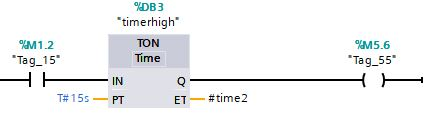 %DB3
"timerhigh"
%M1.2
"Tag_15"
TON
Time
%M5.6
"Tag_55"
IN
Q
T#15s
PT
ET
#time2